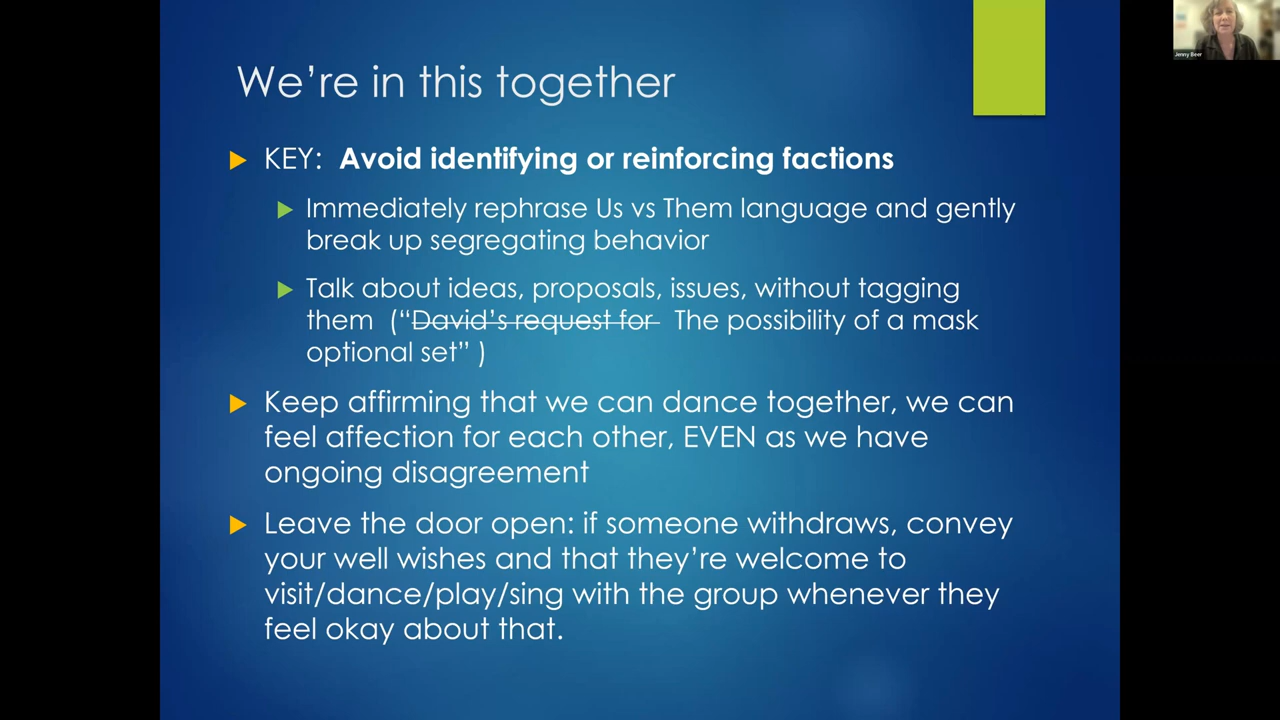 We're in this together
KEY: Avoid identifying or reinforcing factions
Immediately rephrase Us vs Them language and gently
break up segregating behavior
Talk about ideas, proposals, issues, without tagging
them (“David's request for The possibility of a mask
optional set” )
Keep affirming that we can dance together, we can
feel affection for each other, EVEN as we have
ongoing disagreement
Leave the door open: if someone withdraws, convey
your well wishes and that they're welcome to
visit/dance/play/sing with the group whenever they
feel okay about that.
Jenny Beer